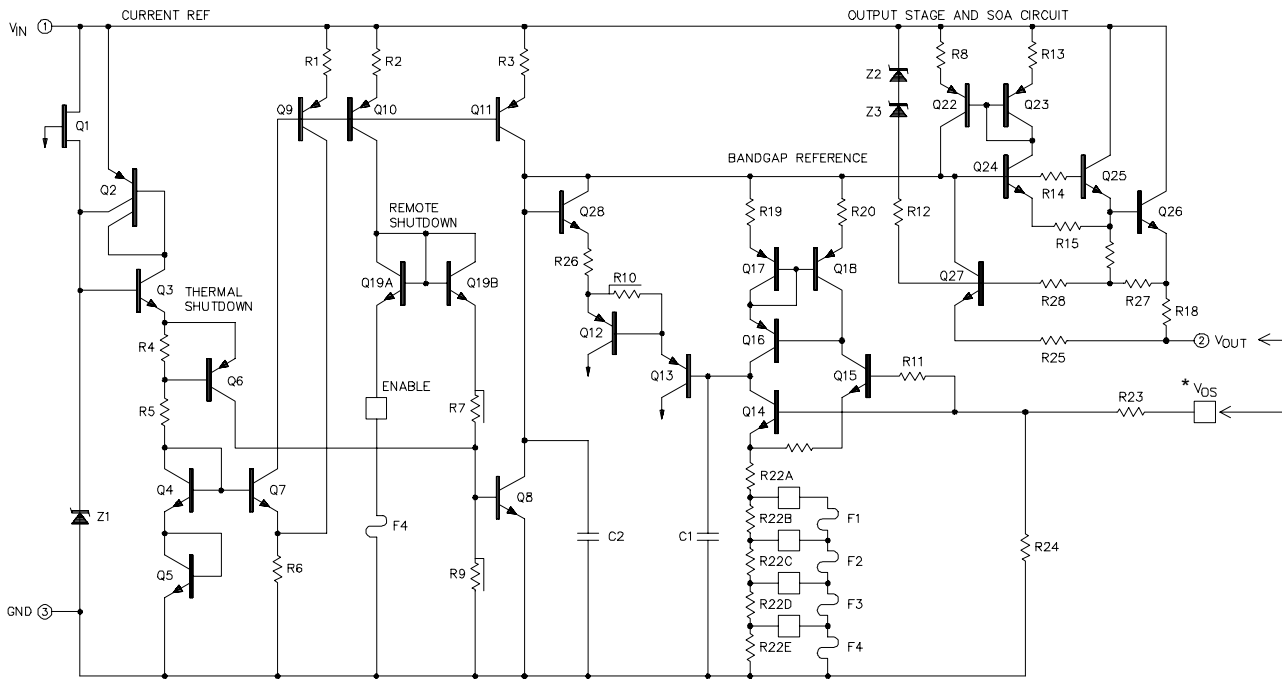 CURRENT REF
OUTPUT STAGE AND SOA CIRCUIT
VIN 1
R1
R2
R3
R8
R13
Z2
Z3
Q1
Q9
Q10
Q11
Q22
Q23
BANDGAP REFERENCE
Q2
Q24
Q25
R14
Q28
R19
R20
R12
Q26
REMOTE
SHUTDOWN
R15
R26
R10
Q17
Q18
Q27
Q3
THERMAL
SHUTDOWN
Q19A
Q19B
R28
R27
R18
Q12
Q16
R4
R25
2 VOUT
Q6
Q13
Q15
R11
ENABLE
* VOS
R5
R7
Q14
R23
Q4
Q7
Q8
R22A
Z1
F4
C2
C1
R22B
F1
R24
Q5
R6
R9
R22C
F2
GND 3
R22D
F3
R22E
F4